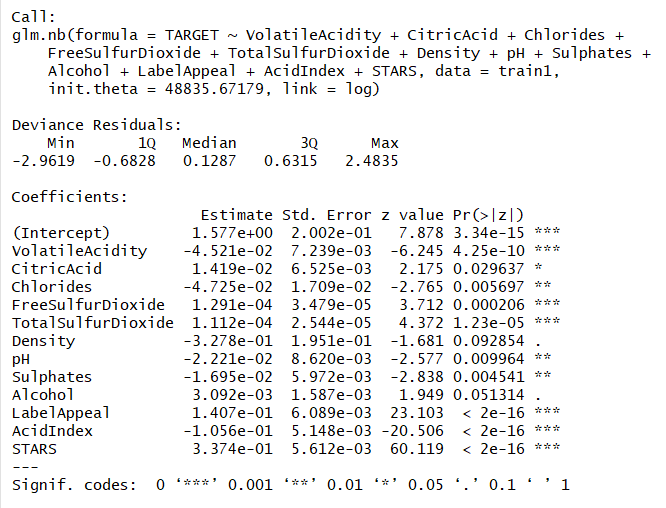 Call:
glm.nb(formula = TARGET ~ VolatileAcidity + CitricAcid + Chlorides +
    FreeSulfurDioxide + TotalSulfurDioxide + Density + pH + Sulphates +
    Alcohol + LabelAppeal + AcidIndex + STARS, data = train1,
    init.theta = 48835.67179, link = log)
Deviance Residuals:
    Min      1Q  Median      3Q     Max
-2.9619 -0.6828  0.1287  0.6315  2.4835
Coefficients:
                     Estimate Std. Error z value Pr(>|z|)
(Intercept)         1.577e+00  2.002e-01   7.878 3.34e-15 ***
VolatileAcidity    -4.521e-02  7.239e-03  -6.245 4.25e-10 ***
CitricAcid          1.419e-02  6.525e-03   2.175 0.029637 *
Chlorides          -4.725e-02  1.709e-02  -2.765 0.005697 **
FreeSulfurDioxide   1.291e-04  3.479e-05   3.712 0.000206 ***
TotalSulfurDioxide  1.112e-04  2.544e-05   4.372 1.23e-05 ***
Density            -3.278e-01  1.951e-01  -1.681 0.092854 .
pH                 -2.221e-02  8.620e-03  -2.577 0.009964 **
Sulphates          -1.695e-02  5.972e-03  -2.838 0.004541 **
Alcohol             3.092e-03  1.587e-03   1.949 0.051314 .
LabelAppeal         1.407e-01  6.089e-03  23.103  < 2e-16 ***
AcidIndex          -1.056e-01  5.148e-03 -20.506  < 2e-16 ***
STARS               3.374e-01  5.612e-03  60.119  < 2e-16 ***
---
Signif. codes:  0 ‘***’ 0.001 ‘**’ 0.01 ‘*’ 0.05 ‘.’ 0.1 ‘ ’ 1